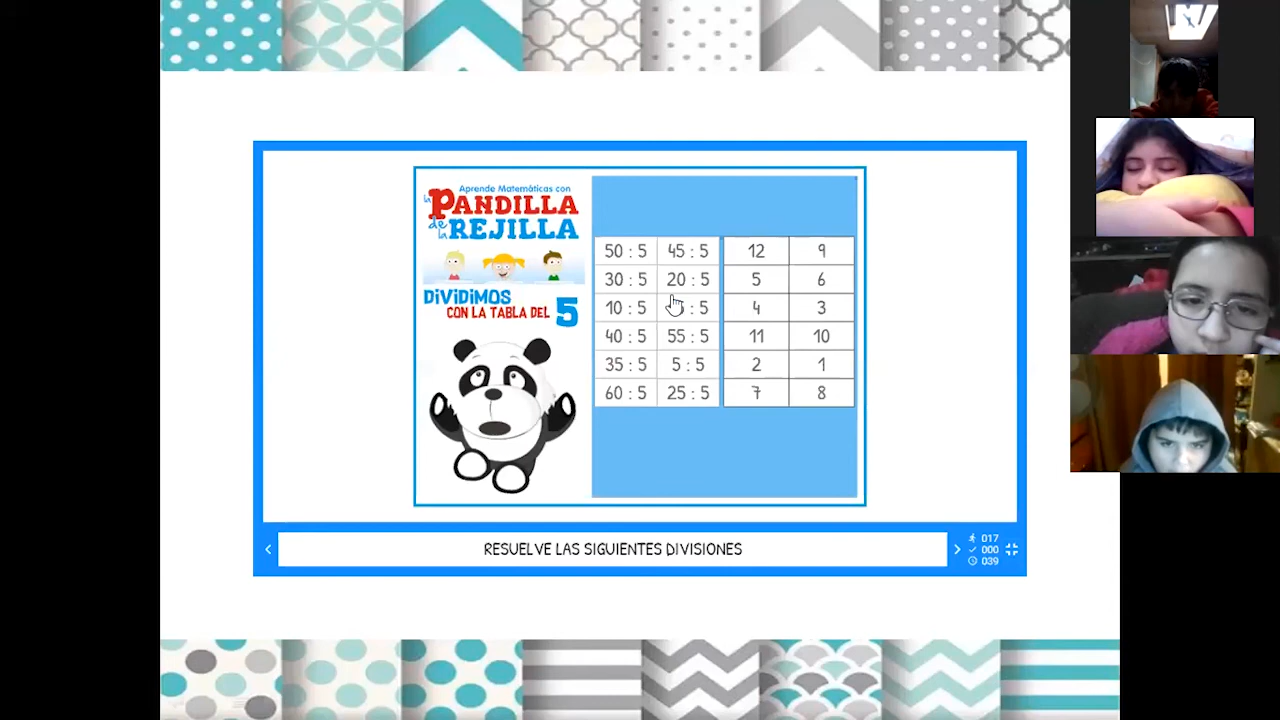 Aprende Matemáticas con
la PANDILLA
de la REJILLA
DiViDiMOS
CON LA TABLA DEL 5
50 : 5 45 : 5 12 9
30 : 5 20 : 5 5 6
10 : 5 : 5 4 3
40 : 5 55 : 5 11 10
35 : 5 5 : 5 2 1
60 : 5 25 : 5 7 8
RESUELVE LAS SIGUIENTES DIVISIONES
017
000
039